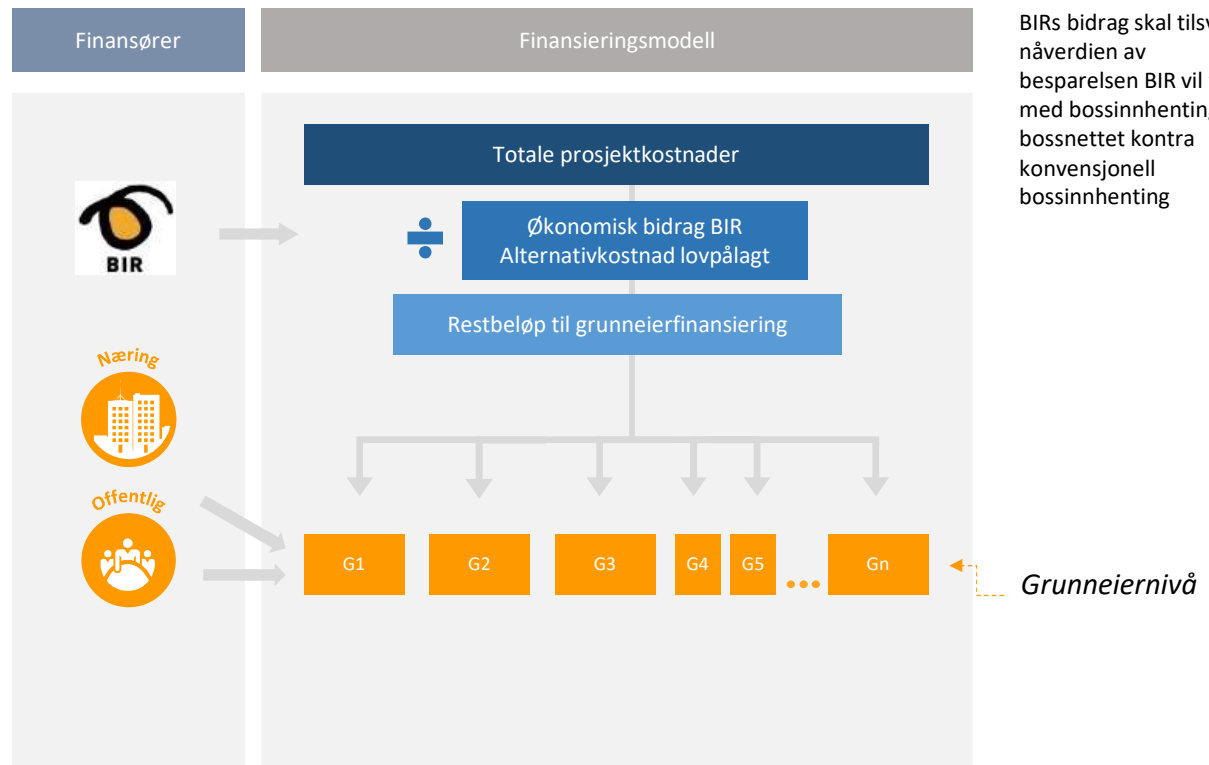 Finansører
Finansieringsmodell
BIRs bidrag skal
nåverdien av
besparelsen BIR vil
med
bossnettet kontra
konvensjonell
bossinnhenting
Totale prosjektkostnader
BIR
÷
Økonomisk bidrag BIR
Alternativkostnad lovpålagt
Restbeløp til grunneierfinansiering
Næring
Offentlig
G1
G2
G3
G4
G5
...
Gn
Grunneiernivå